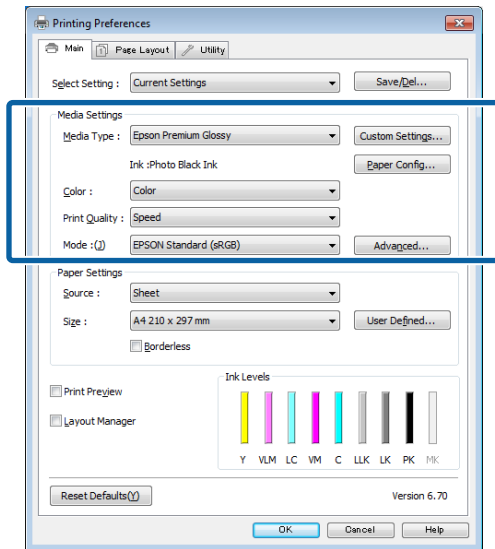 Printing Preferences
Main Page Layout Utility
Select Setting : Current Settings Save/Del...
Media Settings
Media Type : Epson Premium Glossy Custom Settings...
Ink :Photo Black Ink Paper Config...
Color : Color
Print Quality : Speed
Mode :(J) EPSON Standard (sRGB) Advanced...
Paper Settings
Source : Sheet
Size : A4 210 x 297 mm User Defined...
Borderless
Ink Levels
Print Preview
Layout Manager
Y VLM LC VM C LLK LK PK MK
Reset Defaults(Y) Version 6.70
OK Cancel Help